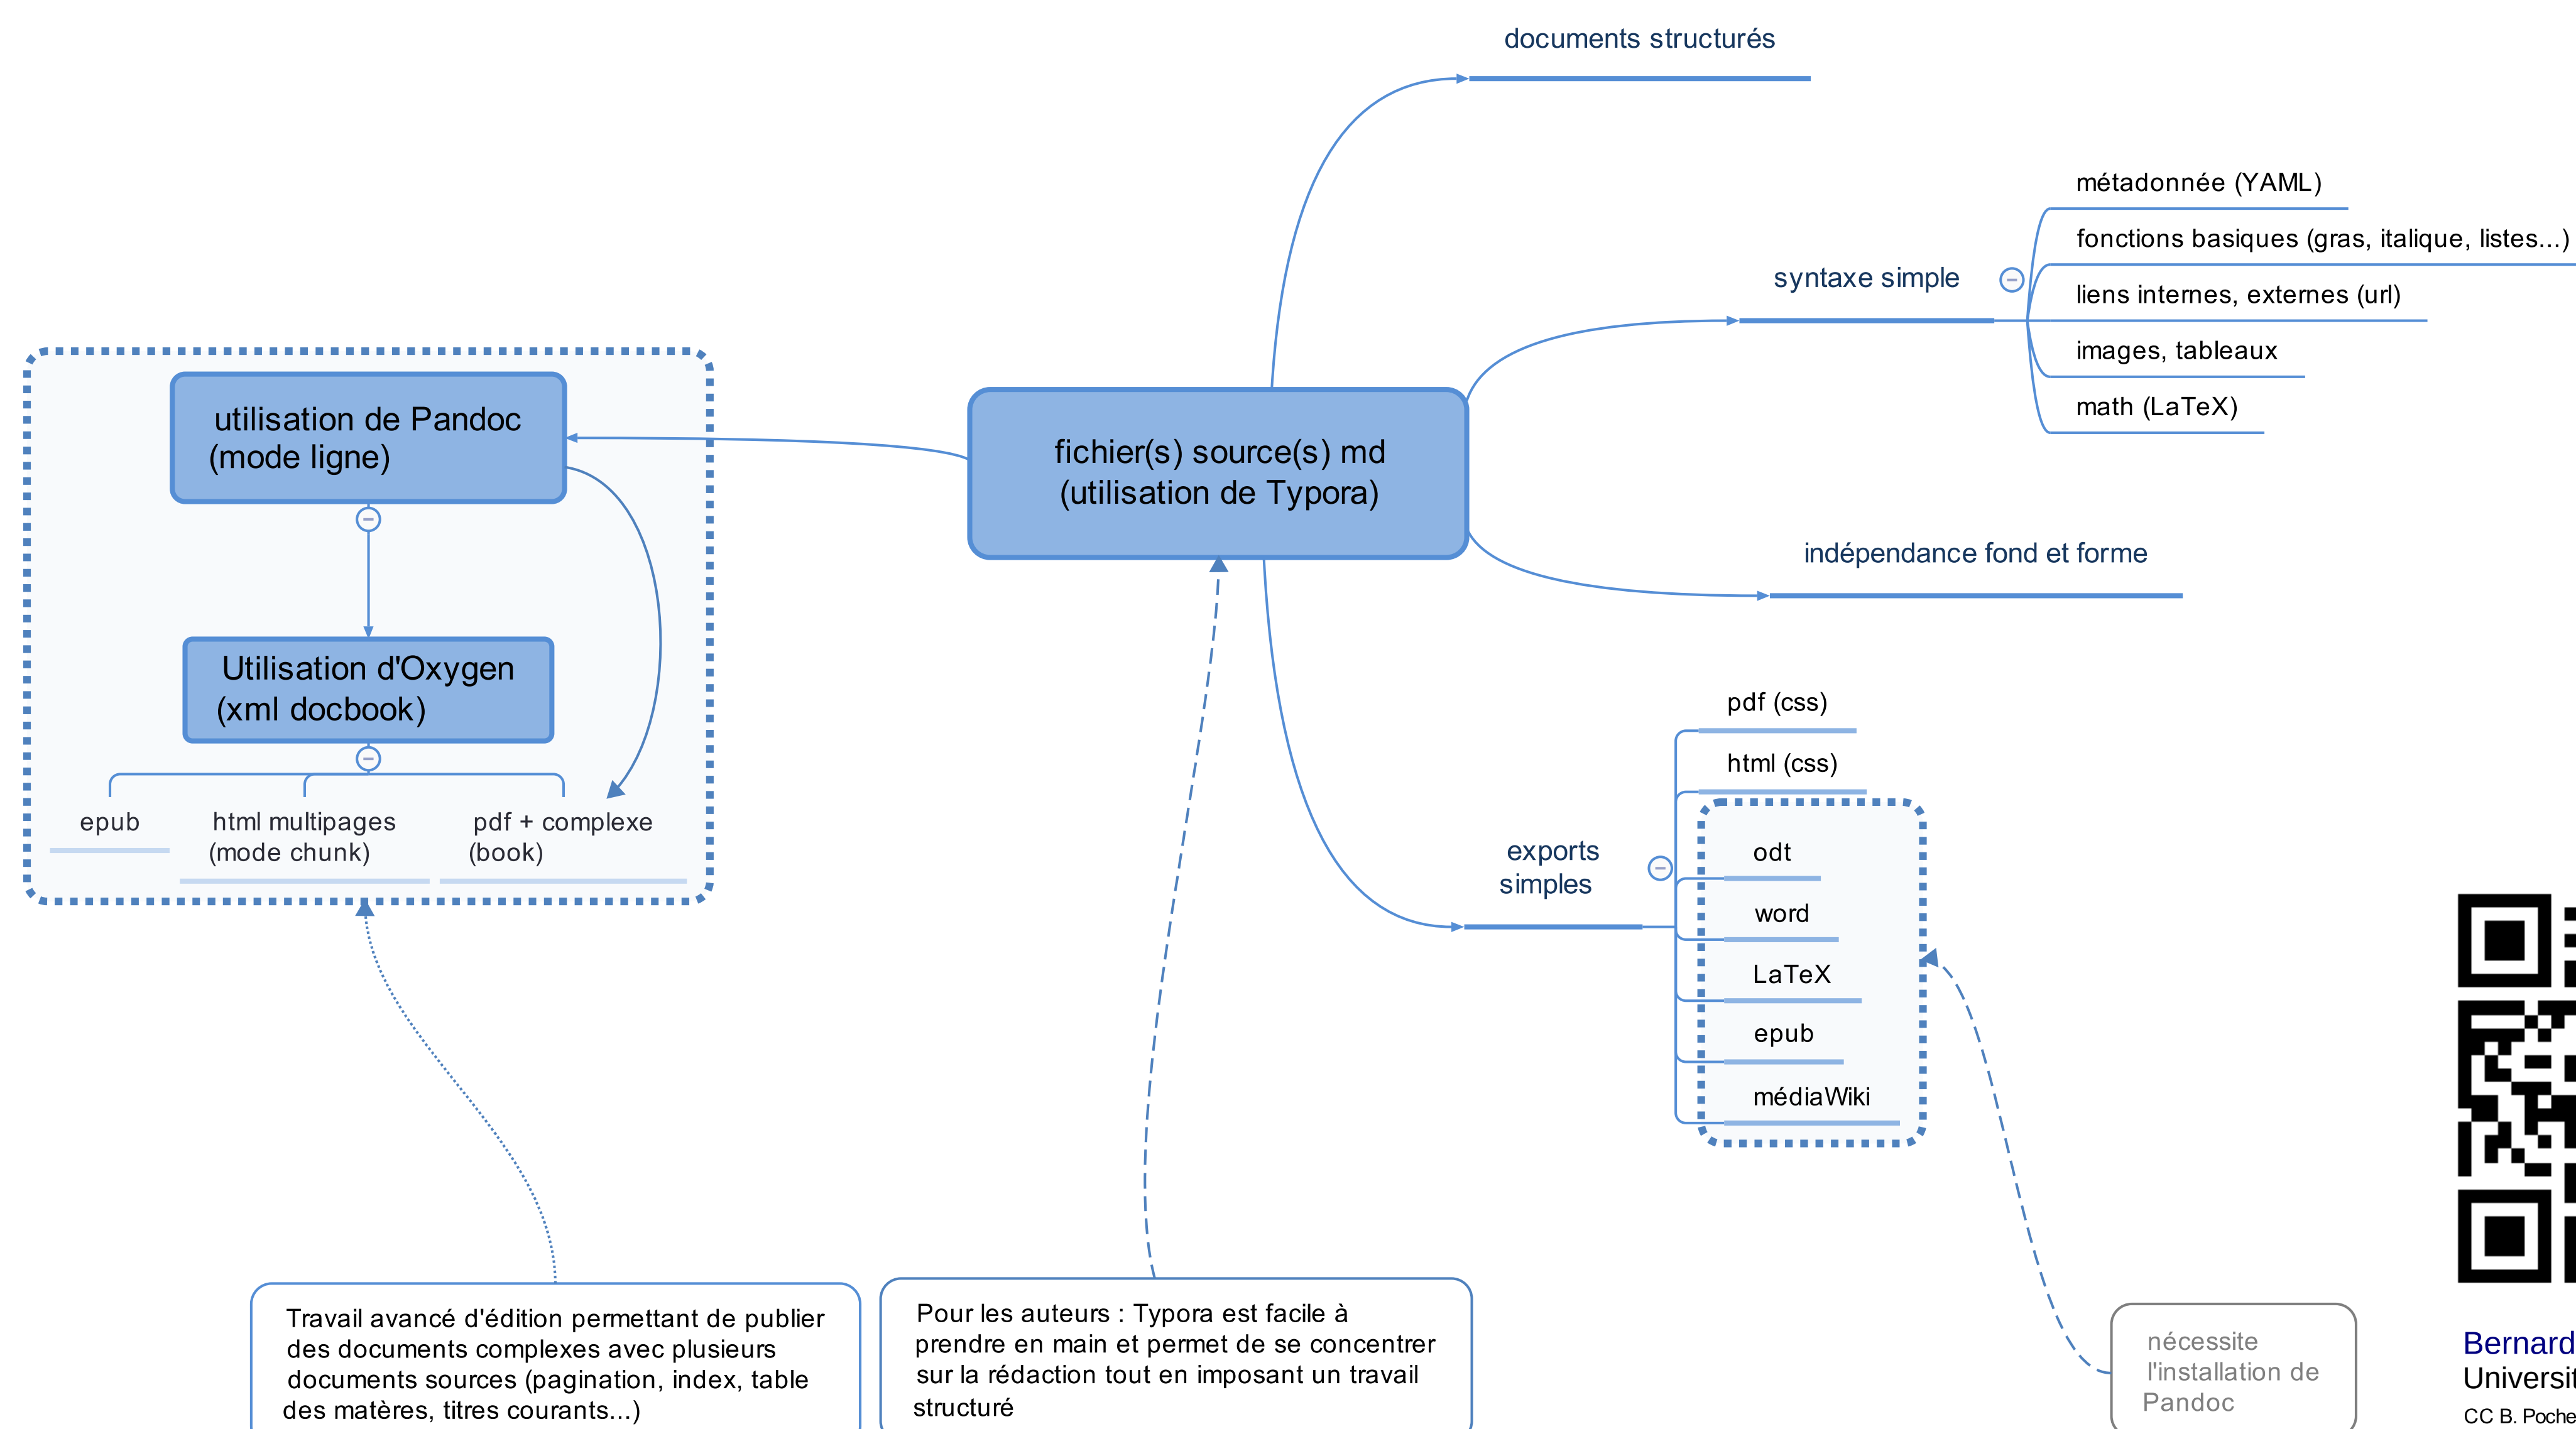 documents structurés
métadonnée (YAML)
fonctions basiques (gras, italique, listes...)
syntaxe simple
liens internes, externes (url)
images, tableaux
math (LaTeX)
utilisation de Pandoc
(mode ligne)
fichier(s) source(s) md
(utilisation de Typora)
indépendance fond et forme
Utilisation d'Oxygen
(xml docbook)
epub
html multipages
(mode chunk)
pdf + complexe
(book)
exports
simples
pdf (css)
html (css)
odt
word
LaTeX
epub
médiaWiki
Travail avancé d'édition permettant de publier
des documents complexes avec plusieurs
documents sources (pagination, index, table
des matères, titres courants...)
Pour les auteurs : Typora est facile à
prendre en main et permet de se concentrer
sur la rédaction tout en imposant un travail
structuré
nécessite
l'installation de
Pandoc
Bernard
CC B.